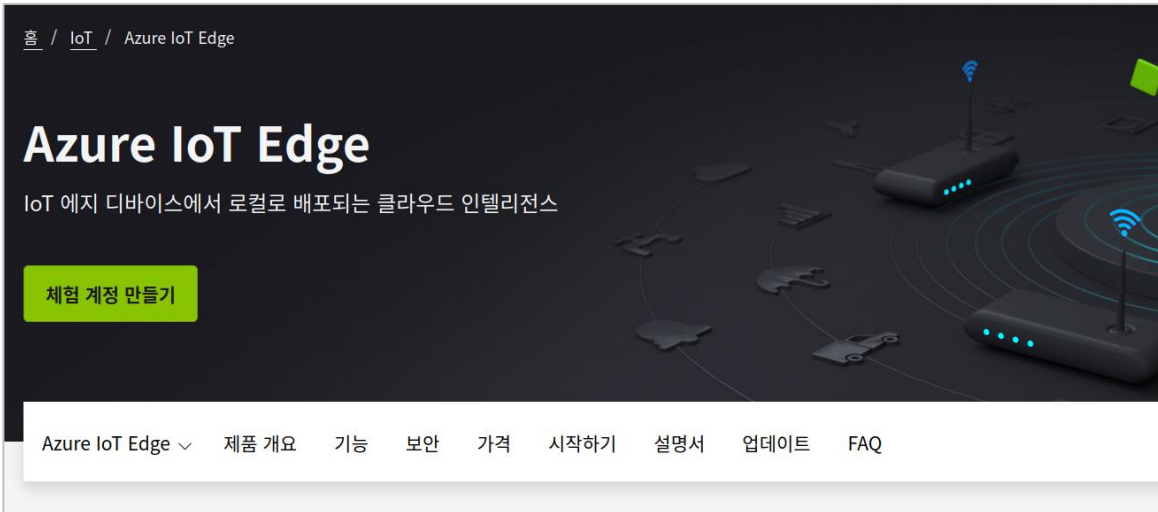 홈 / IoT / Azure IoT Edge
Azure IoT Edge
IoT 에지 디바이스에서 로컬로 배포되는 클라우드 인텔리전스
체험 계정 만들기
Azure IoT Edge 제품 개요 기능 보안 가격 시작하기 설명서 업데이트 FAQ